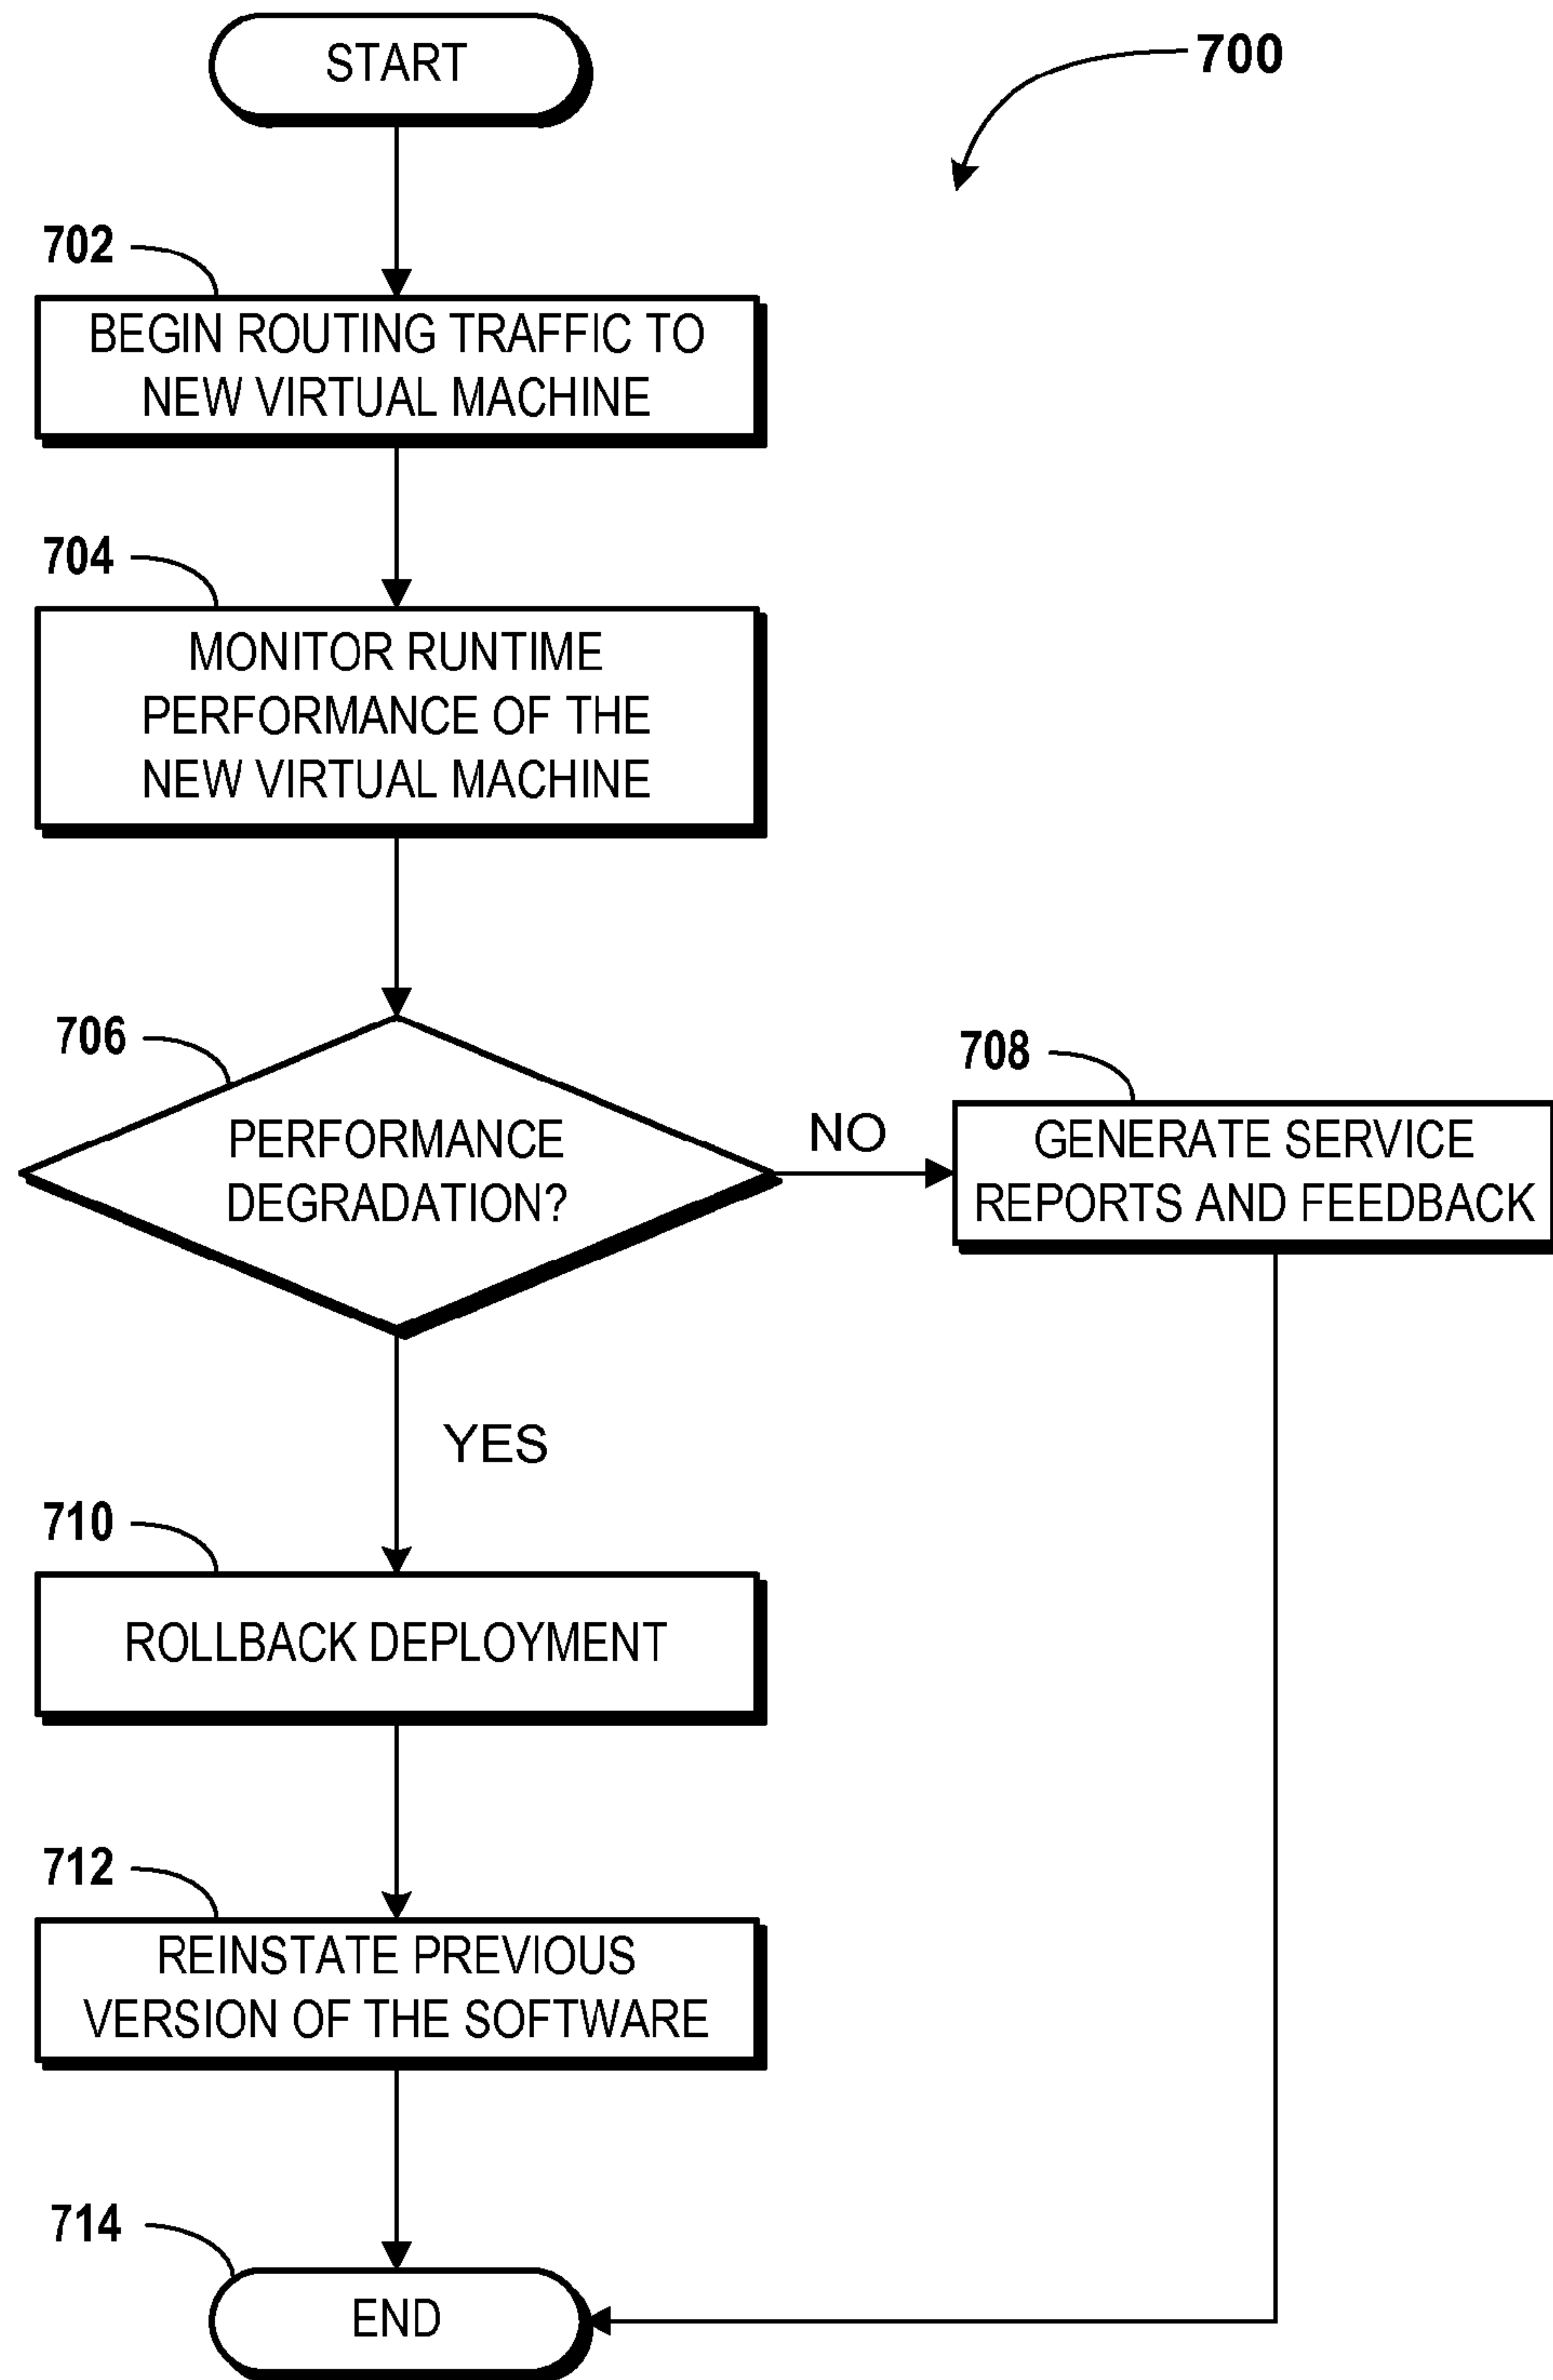 START
700
702
BEGIN ROUTING TRAFFIC TO
NEW VIRTUAL MACHINE
704
MONITOR RUNTIME
PERFORMANCE OF THE
NEW VIRTUAL MACHINE
706
PERFORMANCE
DEGRADATION?
NO
708
GENERATE SERVICE
REPORTS AND FEEDBACK
YES
710
ROLLBACK DEPLOYMENT
712
REINSTATE PREVIOUS
VERSION OF THE SOFTWARE
714
END